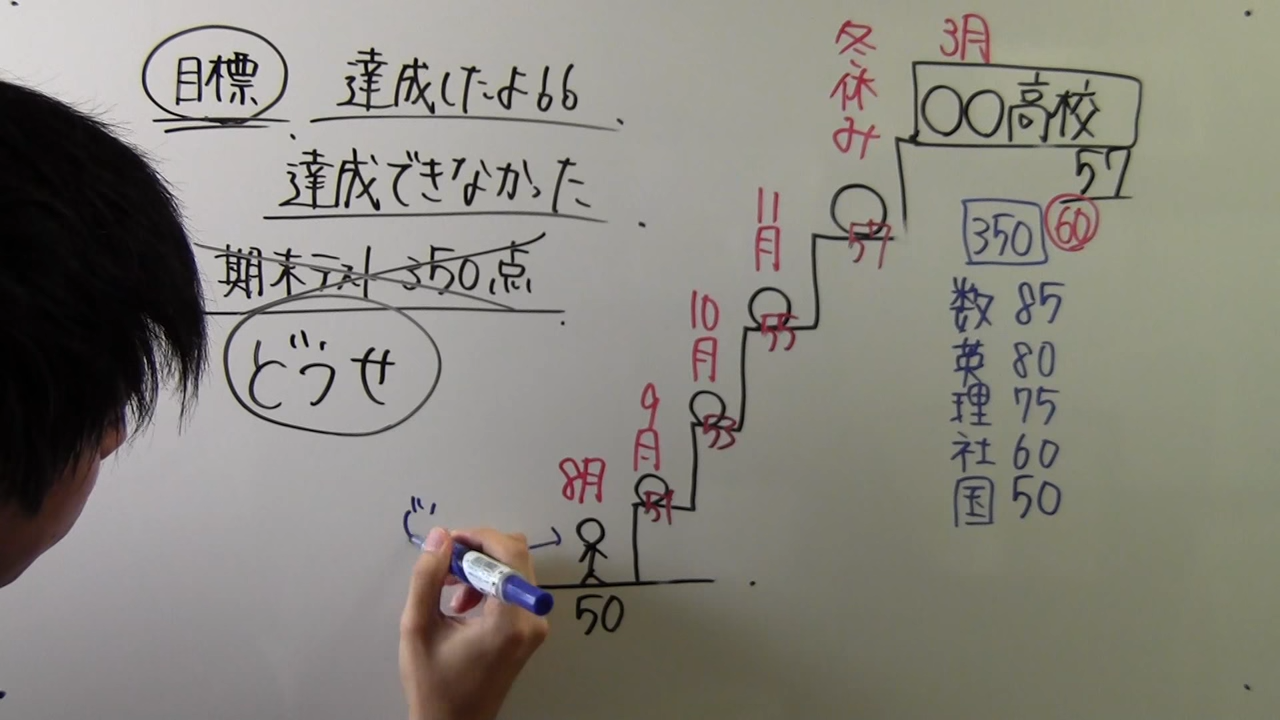 目標
達成したよ66
達成できなかった
期末テスト 350点
どうせ
冬休み
3月
〇〇高校
57
350
60
数 85
英 80
理 75
社 60
国 50
57
11月
55
10月
53
9月
51
8月
50